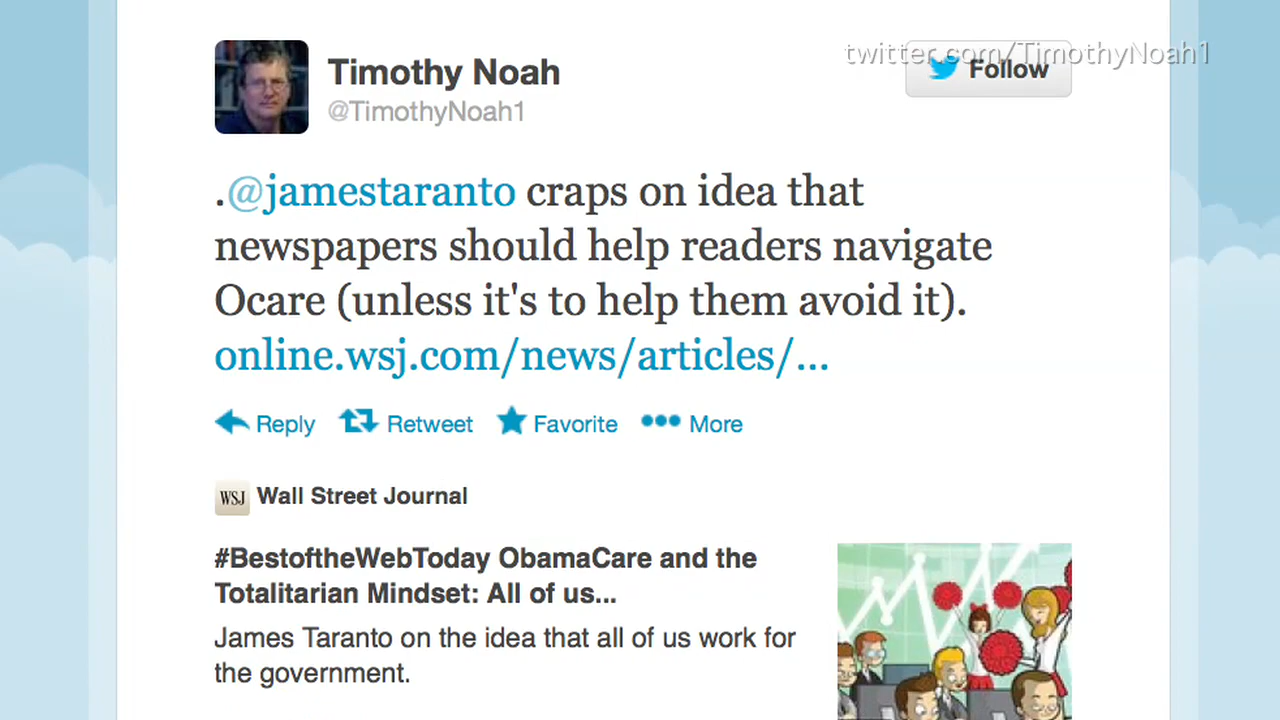 twitter.com/TimothyNoah1
Timothy Noah
Follow
@TimothyNoah1
.@jamestaranto craps on idea that
newspapers should help readers navigate
Ocare (unless it's to help them avoid it).
online.wsj.com/news/articles/...
Reply Retweet Favorite More
WSJ Wall Street Journal
#BestoftheWebToday ObamaCare and the
Totalitarian Mindset: All of us...
James Taranto on the idea that all of us work for
the government.